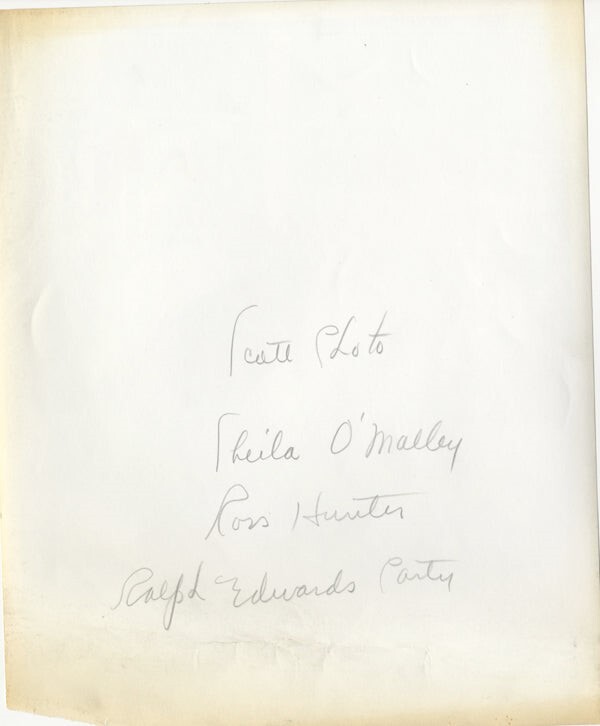 Scott Photo
Sheila O'Malley
Ross Hunter
Ralph Edwards Party